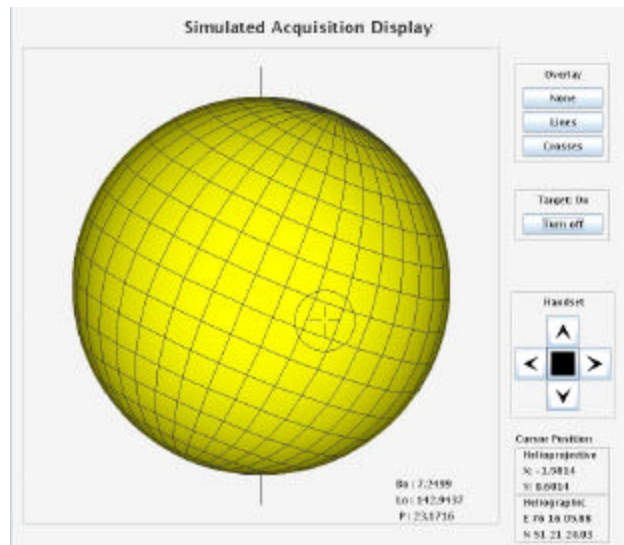 Simulated Acquisition Display
Overlay
None
Lines
Crosses
Target: On
Turn off
Handset
Cursor Position
Helioprojective
X: -1.5814
Y: 8.6014
Heliographic
E 76 16 05.88
N 51 21 20.03
Bo : 7.2499
Lo : 142.9437
P : 23.1716